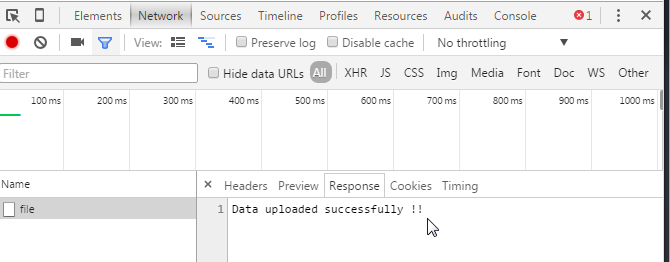 Elements Network Sources Timeline Profiles Resources Audits Console 1
View: Preserve log Disable cache No throttling
Filter Hide data URLs All XHR JS CSS Img Media Font Doc WS Other
100 ms 200 ms 300 ms 400 ms 500 ms 600 ms 700 ms 800 ms 900 ms 1000 ms
Name × Headers Preview Response Cookies Timing
file 1 Data uploaded successfully !!